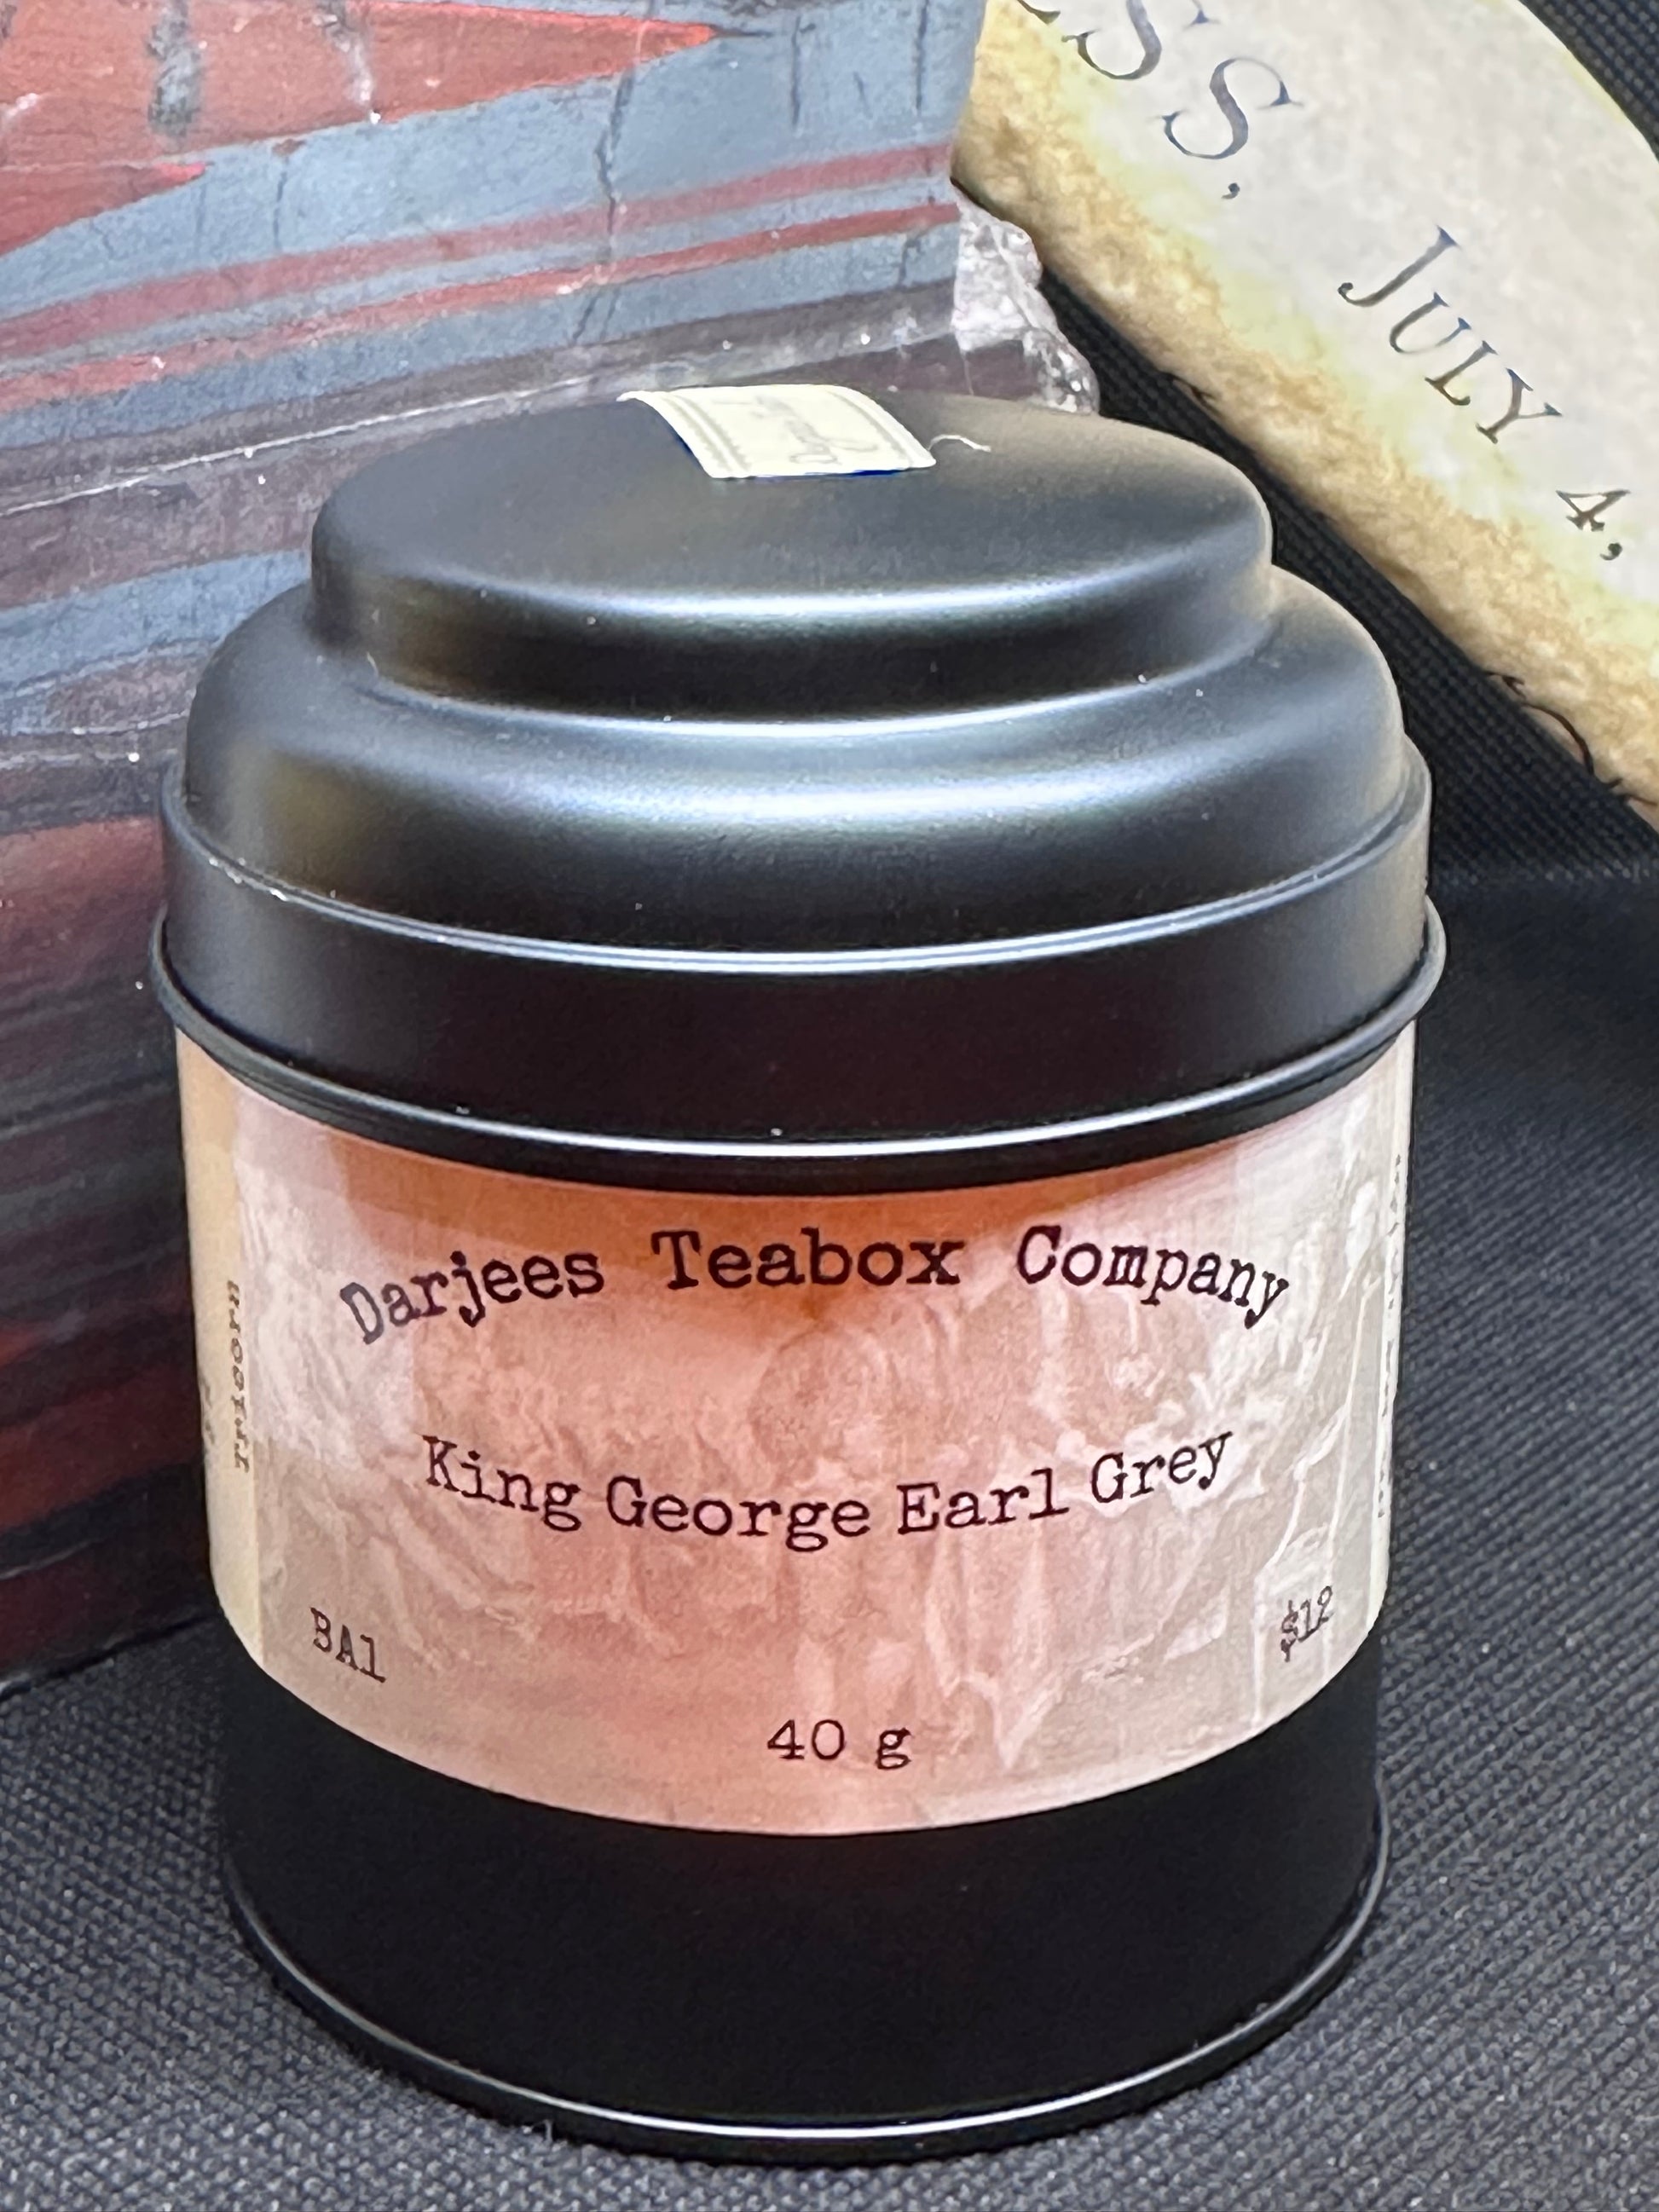 SS, JULY 4,
Darjees Teabox Company
King George Earl Grey
BA1
$12
40 g